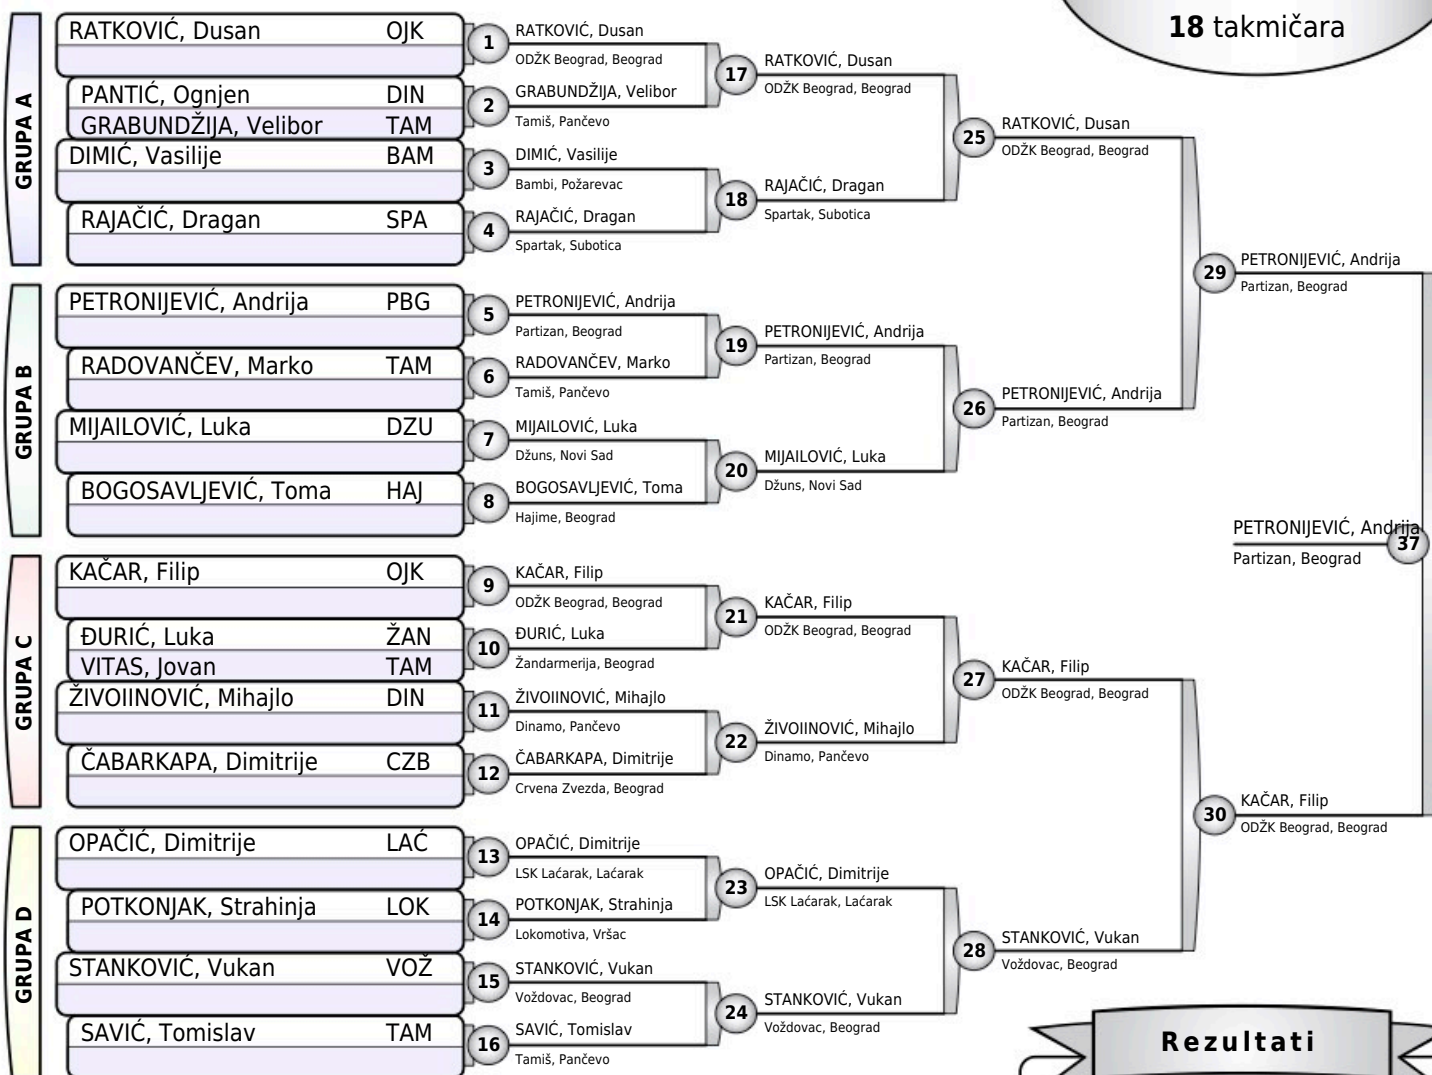 18 takmičara
GRUPA A
RATKOVIĆ, Dusan OJK
PANTIĆ, Ognjen DIN
GRABUNDŽIJA, Velibor TAM
DIMIĆ, Vasilije BAM
RAJAČIĆ, Dragan SPA
GRUPA B
PETRONIJEVIĆ, Andrija PBG
RADOVANČEV, Marko TAM
MIJAILOVIĆ, Luka DZU
BOGOSAVLJEVIĆ, Toma HAJ
GRUPA C
KAČAR, Filip OJK
ĐURIĆ, Luka ŽAN
VITAS, Jovan TAM
ŽIVOIINOVIĆ, Mihajlo DIN
ČABARKAPA, Dimitrije CZB
GRUPA D
OPAČIĆ, Dimitrije LAĆ
POTKONJAK, Strahinja LOK
STANKOVIĆ, Vukan VOŽ
SAVIĆ, Tomislav TAM
1 RATKOVIĆ, Dusan
ODŽK Beograd, Beograd
2 GRABUNDŽIJA, Velibor
Tamiš, Pančevo
3 DIMIĆ, Vasilije
Bambi, Požarevac
4 RAJAČIĆ, Dragan
Spartak, Subotica
5 PETRONIJEVIĆ, Andrija
Partizan, Beograd
6 RADOVANČEV, Marko
Tamiš, Pančevo
7 MIJAILOVIĆ, Luka
Džuns, Novi Sad
8 BOGOSAVLJEVIĆ, Toma
Hajime, Beograd
9 KAČAR, Filip
ODŽK Beograd, Beograd
10 ĐURIĆ, Luka
Žandarmerija, Beograd
11 ŽIVOIINOVIĆ, Mihajlo
Dinamo, Pančevo
12 ČABARKAPA, Dimitrije
Crvena Zvezda, Beograd
13 OPAČIĆ, Dimitrije
LSK Laćarak, Laćarak
14 POTKONJAK, Strahinja
Lokomotiva, Vršac
15 STANKOVIĆ, Vukan
Voždovac, Beograd
16 SAVIĆ, Tomislav
Tamiš, Pančevo
17 RATKOVIĆ, Dusan
ODŽK Beograd, Beograd
18 RAJAČIĆ, Dragan
Spartak, Subotica
19 PETRONIJEVIĆ, Andrija
Partizan, Beograd
20 MIJAILOVIĆ, Luka
Džuns, Novi Sad
21 KAČAR, Filip
ODŽK Beograd, Beograd
22 ŽIVOIINOVIĆ, Mihajlo
Dinamo, Pančevo
23 OPAČIĆ, Dimitrije
LSK Laćarak, Laćarak
24 STANKOVIĆ, Vukan
Voždovac, Beograd
25 RATKOVIĆ, Dusan
ODŽK Beograd, Beograd
26 PETRONIJEVIĆ, Andrija
Partizan, Beograd
27 KAČAR, Filip
ODŽK Beograd, Beograd
28 STANKOVIĆ, Vukan
Voždovac, Beograd
29 PETRONIJEVIĆ, Andrija
Partizan, Beograd
30 KAČAR, Filip
ODŽK Beograd, Beograd
PETRONIJEVIĆ, Andrija
37
Partizan, Beograd
Rezultati